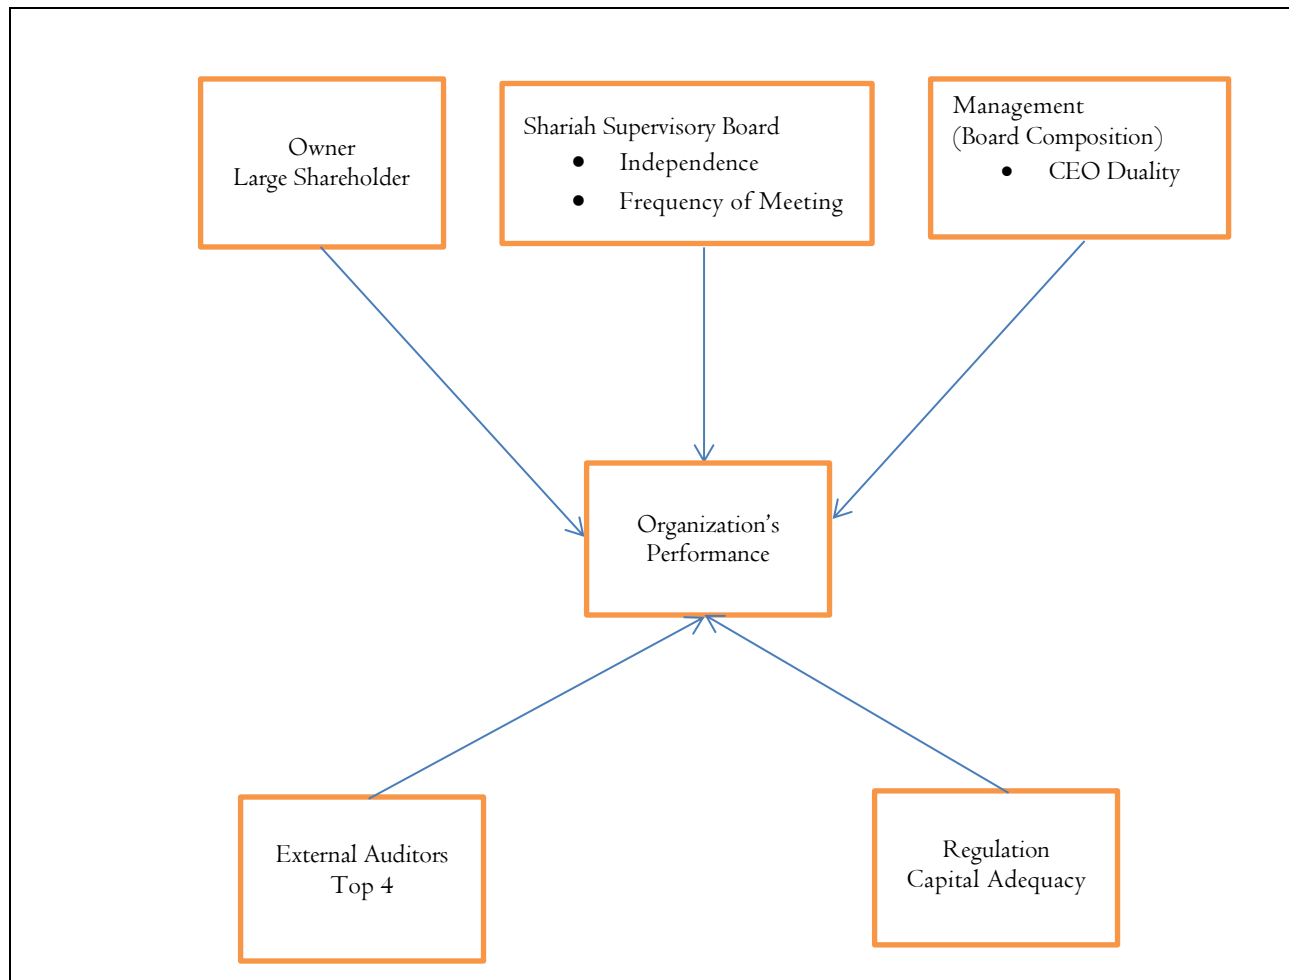 Owner
Large Shareholder
Shariah Supervisory Board
• Independence
• Frequency of Meeting
Management
(Board Composition)
• CEO Duality
Organization's
Performance
External Auditors
Top 4
Regulation
Capital Adequacy